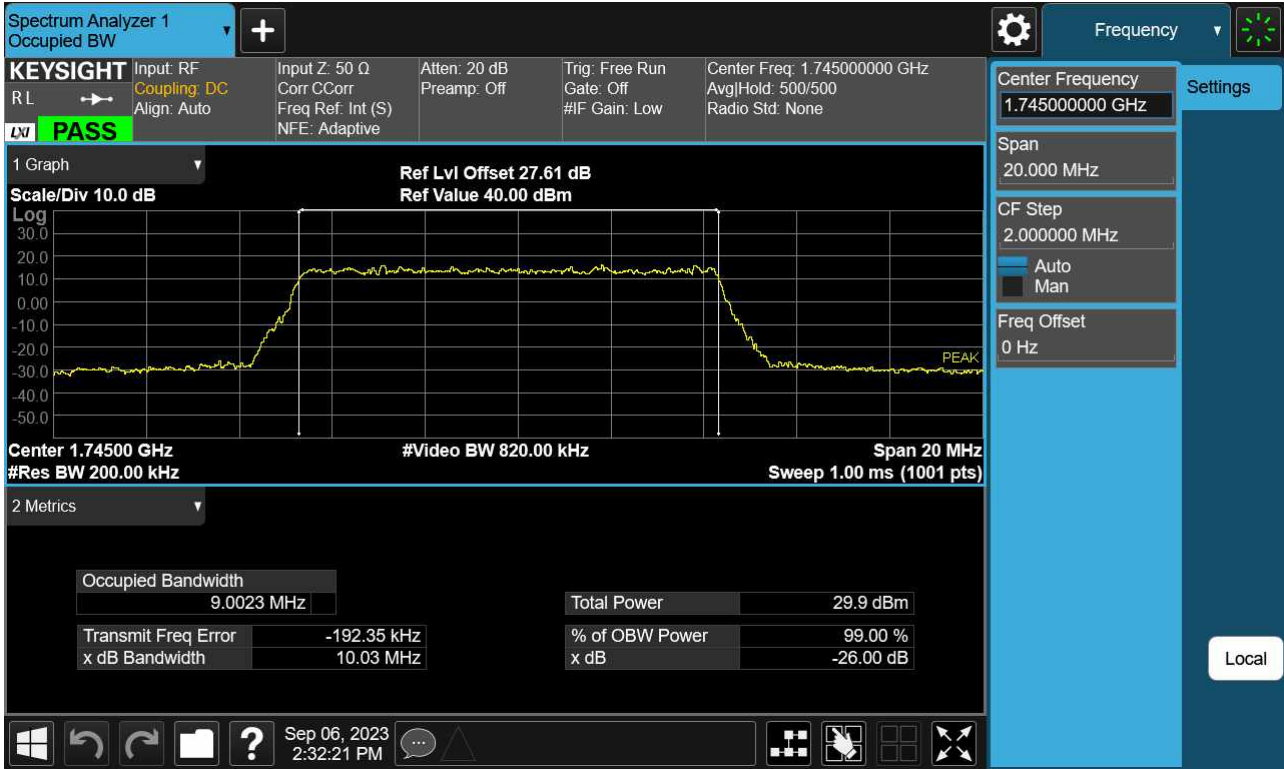 Spectrum Analyzer 1
Occupied BW
Frequency
KEYSIGHT
RL
LXI PASS
Input: RF
Coupling: DC
Align: Auto
Input Z: 50 Ω
Corr CCorr
Freq Ref: Int (S)
NFE: Adaptive
Atten: 20 dB
Preamp: Off
Trig: Free Run
Gate: Off
#IF Gain: Low
Center Freq: 1.745000000 GHz
Avg|Hold: 500/500
Radio Std: None
1 Graph
Ref Lvl Offset 27.61 dB
Scale/Div 10.0 dB
Ref Value 40.00 dBm
Log
30.0
20.0
10.0
0.00
-10.0
-20.0
-30.0
-40.0
-50.0
PEAK
Center 1.74500 GHz
#Video BW 820.00 kHz
Span 20 MHz
#Res BW 200.00 kHz
Sweep 1.00 ms (1001 pts)
2 Metrics
Occupied Bandwidth
9.0023 MHz
Total Power 29.9 dBm
Transmit Freq Error -192.35 kHz
% of OBW Power 99.00 %
x dB Bandwidth 10.03 MHz
x dB -26.00 dB
Sep 06, 2023
2:32:21 PM
Center Frequency
1.745000000 GHz
Settings
Span
20.000 MHz
CF Step
2.000000 MHz
Auto
Man
Freq Offset
0 Hz
Local